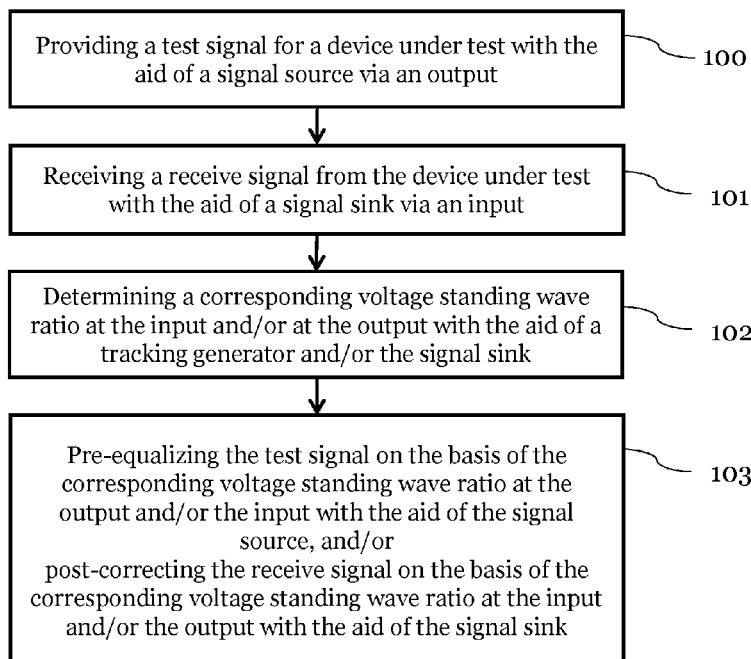 Providing a test signal for a device under test with the
aid of a signal source via an output
100
Receiving a receive signal from the device under test
with the aid of a signal sink via an input
101
Determining a corresponding voltage standing wave
ratio at the input and/or at the output with the aid of a
tracking generator and/or the signal sink
102
Pre-equalizing the test signal on the basis of the
corresponding voltage standing wave ratio at the
output and/or the input with the aid of the signal
source, and/or
post-correcting the receive signal on the basis of the
corresponding voltage standing wave ratio at the input
and/or the output with the aid of the signal sink
103